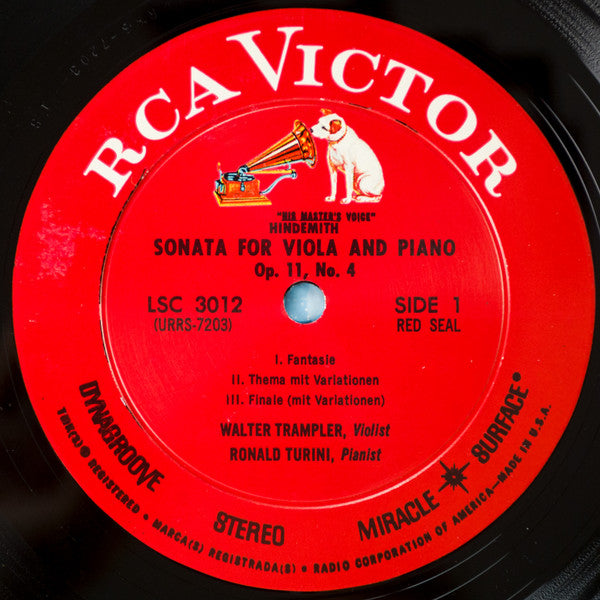 RCA VICTOR
"HIS MASTER'S VOICE"
HINDEMITH
SONATA FOR VIOLA AND PIANO
Op. 11, No. 4
LSC 3012
(URRS-7203)
SIDE 1
RED SEAL
I. Fantasie
II. Thema mit Variationen
III. Finale (mit Variationen)
WALTER TRAMPLER, Violist
RONALD TURINI, Pianist
DYNAGROOVE
STEREO
MIRACLE SURFACE
TMK(s) ® REGISTERED • MARCA(S) REGISTRADA(S) • RADIO CORPORATION OF AMERICA—MADE IN U.S.A.